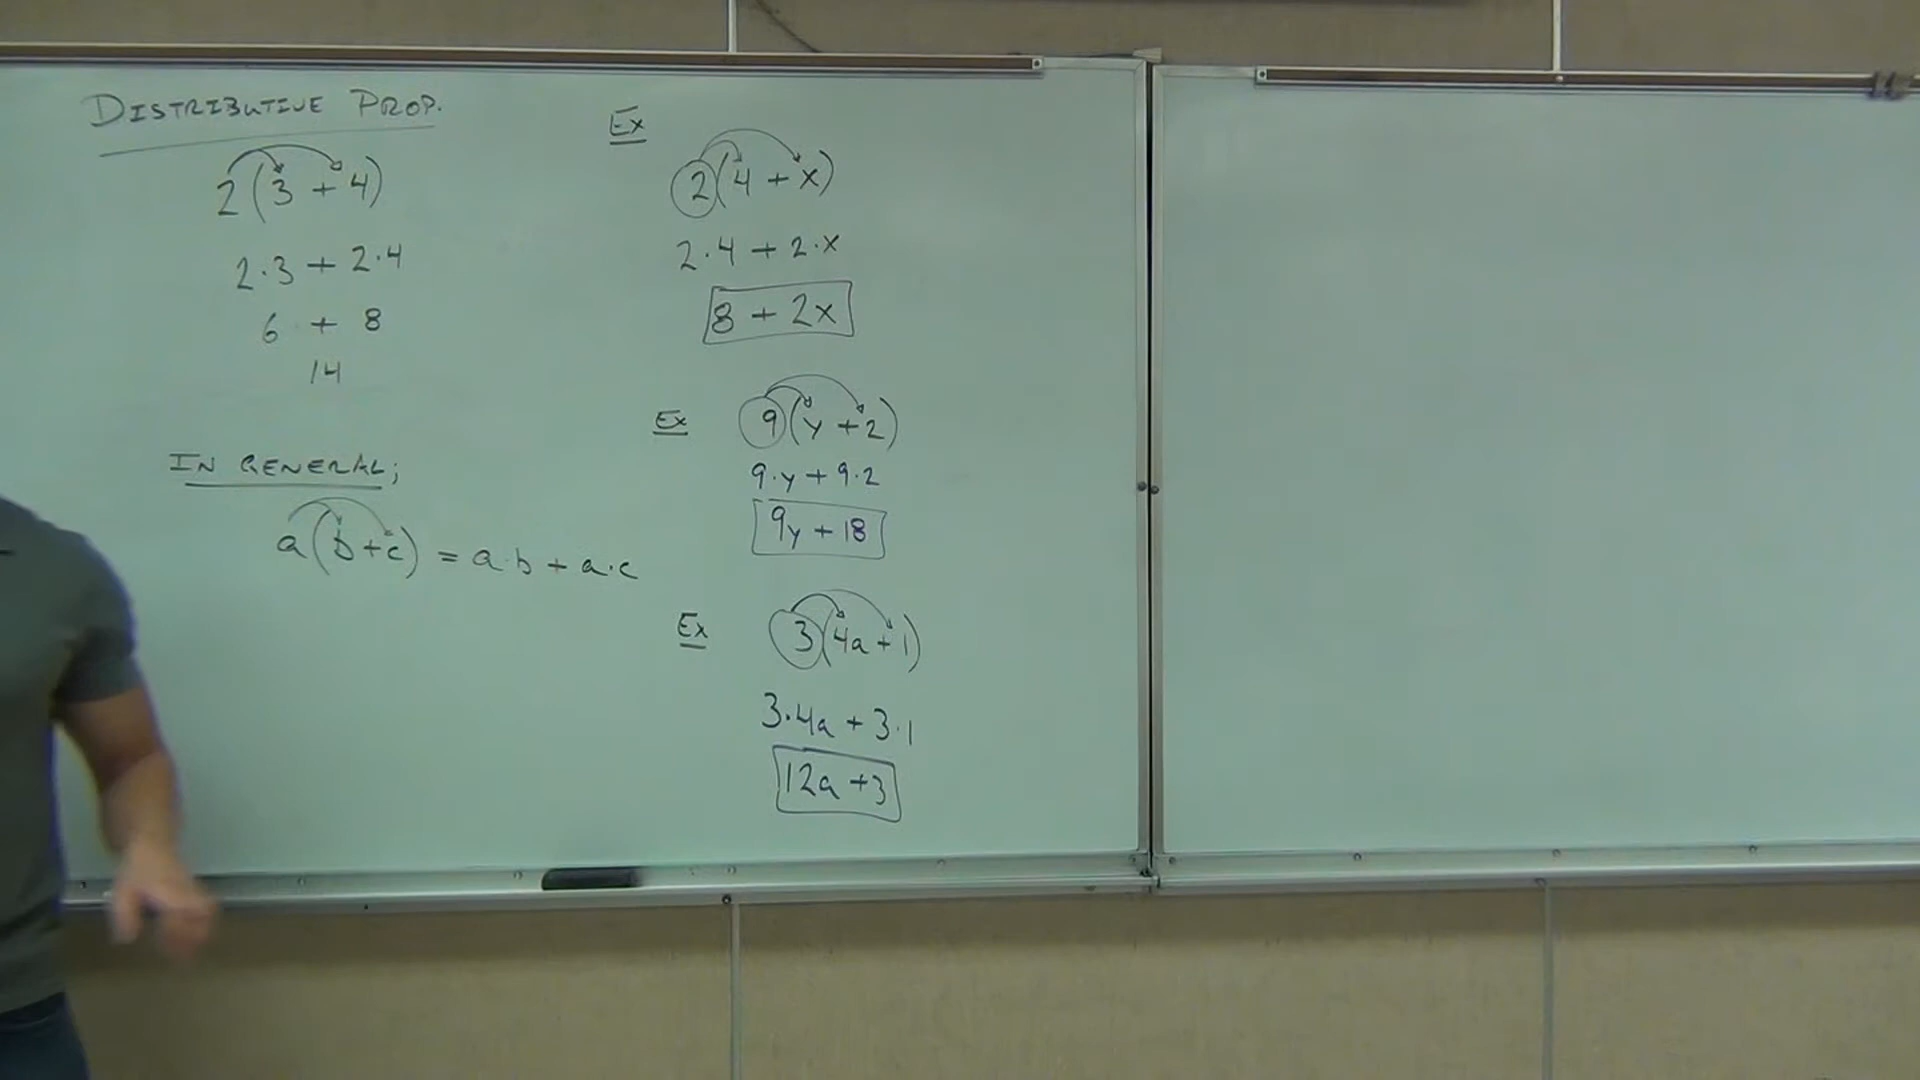 DISTRIBUTIVE PROP.
2(3 + 4)
2·3 + 2·4
6 + 8
14
IN GENERAL;
a(b+c) = a·b + a·c
Ex
2(4 + x)
2·4 + 2·x
8 + 2x
Ex
9(y + 2)
9·y + 9·2
9y + 18
Ex
3(4a + 1)
3·4a + 3·1
12a + 3